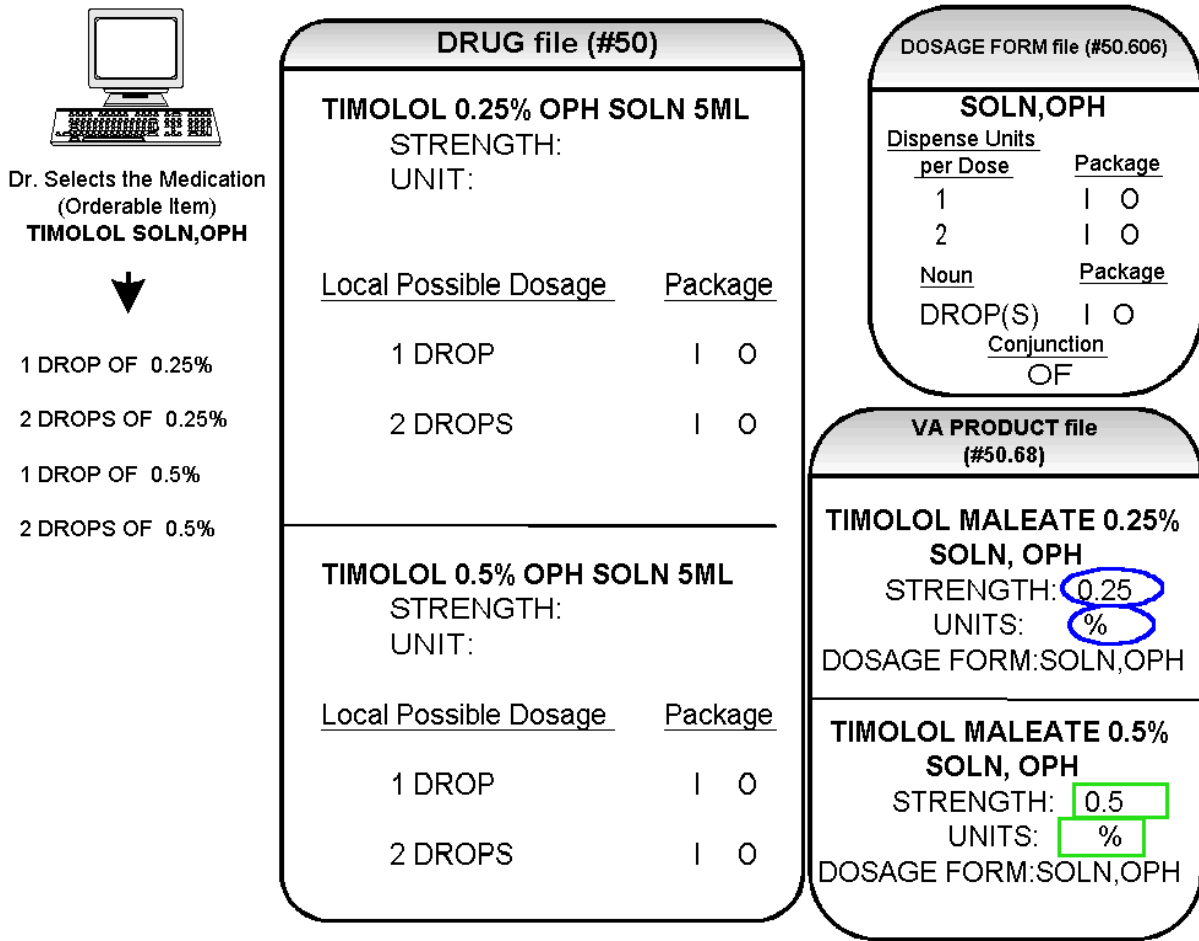 Dr. Selects the Medication
(Orderable Item)
TIMOLOL SOLN,OPH
1 DROP OF 0.25%
2 DROPS OF 0.25%
1 DROP OF 0.5%
2 DROPS OF 0.5%
DRUG file (#50)
TIMOLOL 0.25% OPH SOLN 5ML
STRENGTH:
UNIT:
Local Possible Dosage Package
1 DROP I O
2 DROPS I O
TIMOLOL 0.5% OPH SOLN 5ML
STRENGTH:
UNIT:
Local Possible Dosage Package
1 DROP I O
2 DROPS I O
DOSAGE FORM file (#50.606)
SOLN,OPH
Dispense Units
per Dose Package
1 I O
2 I O
Noun Package
DROP(S) I O
Conjunction
OF
VA PRODUCT file
(#50.68)
TIMOLOL MALEATE 0.25%
SOLN, OPH
STRENGTH: 0.25
UNITS: %
DOSAGE FORM:SOLN,OPH
TIMOLOL MALEATE 0.5%
SOLN, OPH
STRENGTH: 0.5
UNITS: %
DOSAGE FORM:SOLN,OPH